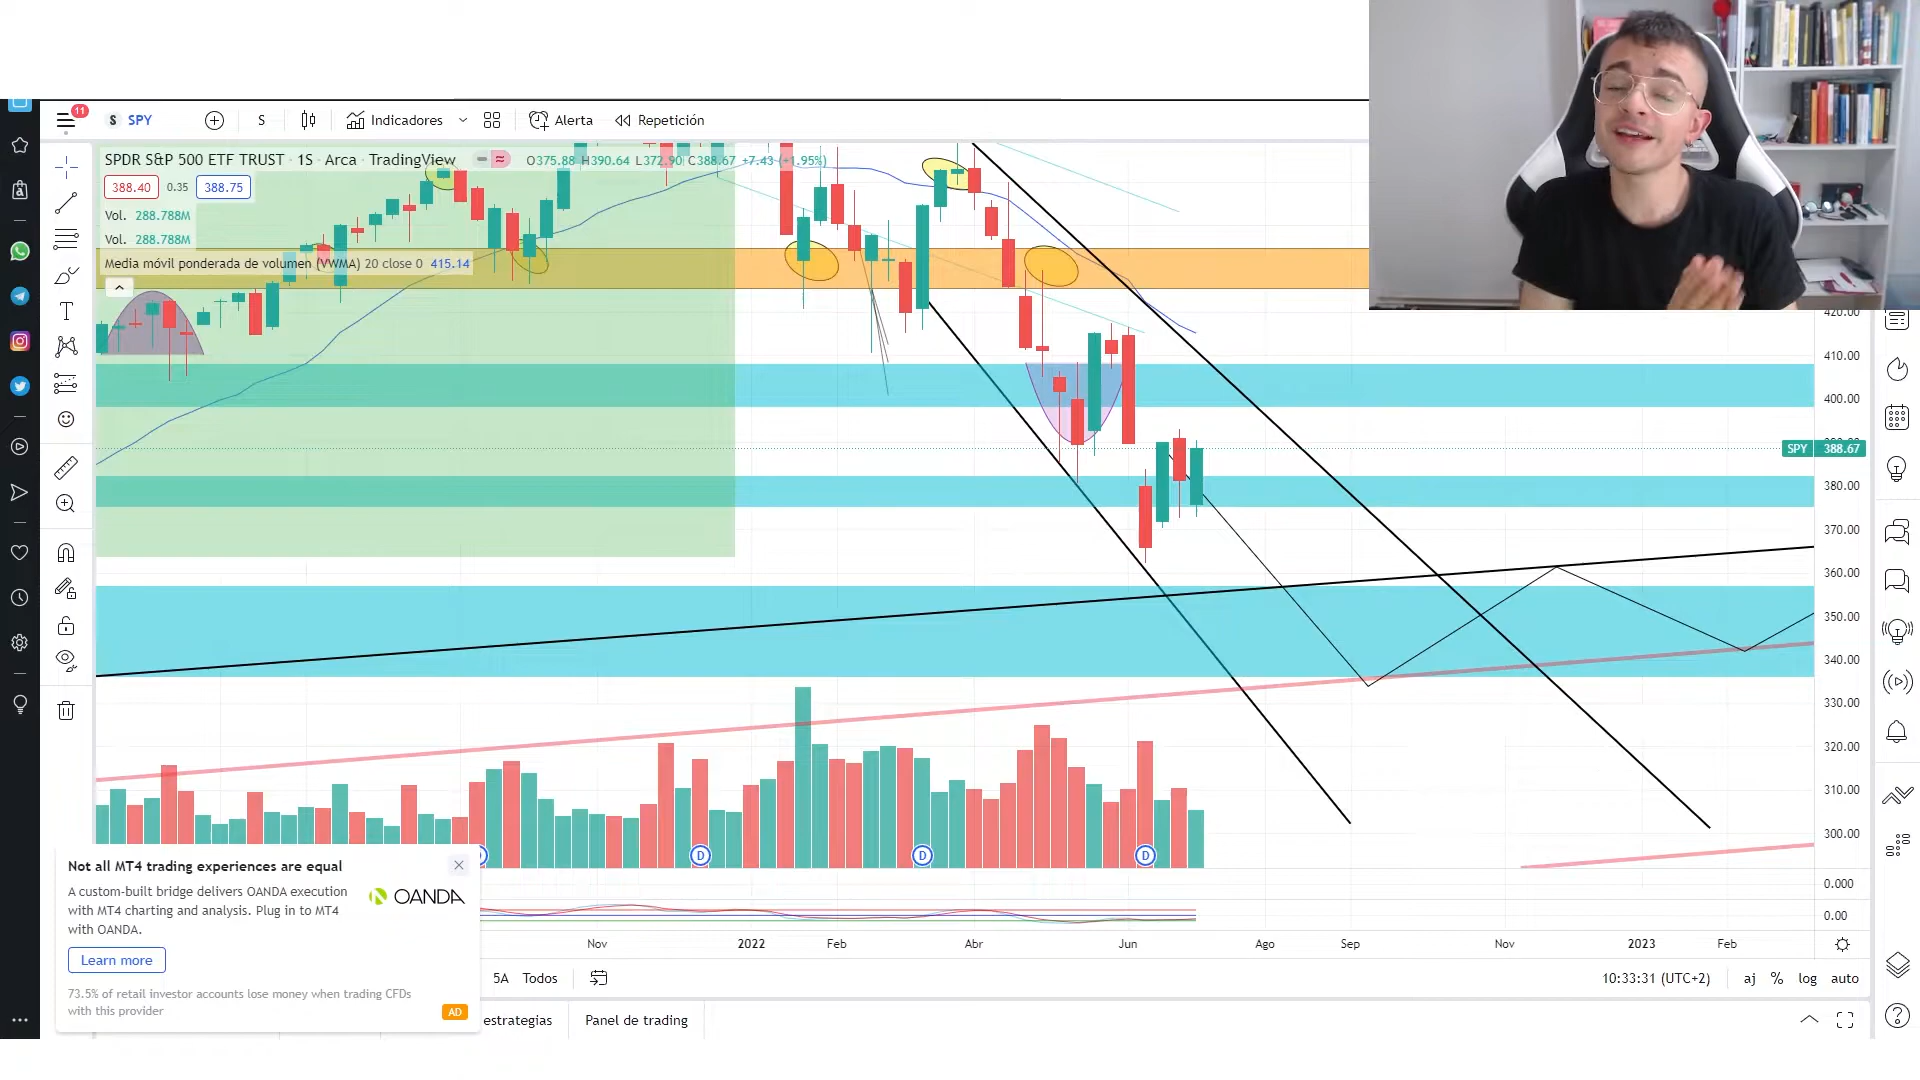 11
S SPY
S
Indicadores
Alerta
Repetición
SPDR S&P 500 ETF TRUST · 1S · Arca · TradingView
O375.88 H390.64 L372.90 C388.67 +7.43 (+1.95%)
388.40 0.35 388.75
Vol. 288.788M
Vol. 288.788M
Media móvil ponderada de volumen (VWMA) 20 close 0 415.14
420.00
410.00
400.00
SPY 388.67
380.00
370.00
360.00
350.00
340.00
330.00
320.00
310.00
300.00
0.000
0.00
D
D
D
Nov 2022 Feb Abr Jun Ago Sep Nov 2023 Feb
Not all MT4 trading experiences are equal
A custom-built bridge delivers OANDA execution
with MT4 charting and analysis. Plug in to MT4
with OANDA.
OANDA
Learn more
73.5% of retail investor accounts lose money when trading CFDs
with this provider
AD
5A Todos
10:33:31 (UTC+2)
aj % log auto
estrategias
Panel de trading